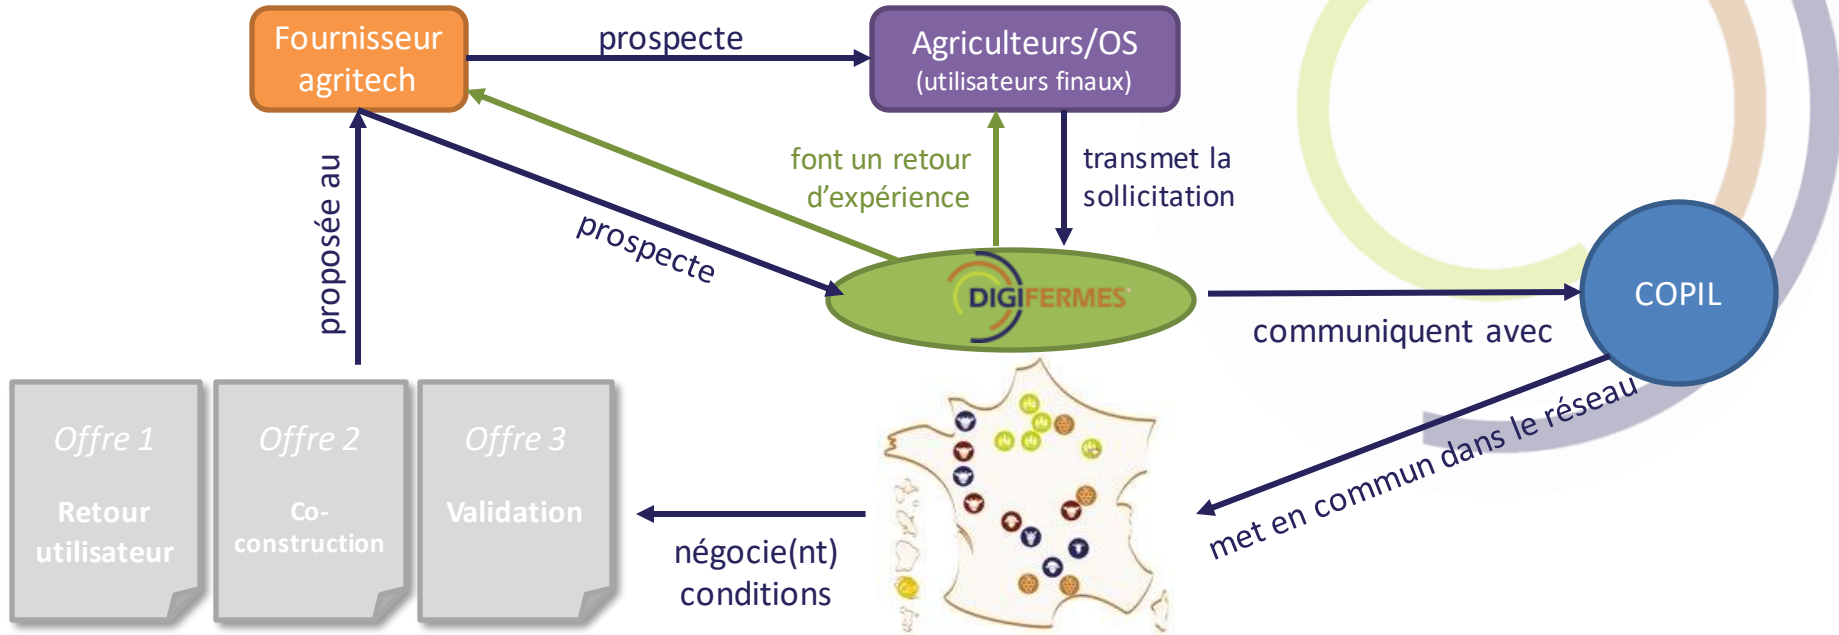 Fournisseur
agritech
prospecte
Agriculteurs/OS
(utilisateurs finaux)
proposée au
prospecte
font un retour
d'expérience
transmet la
sollicitation
DIGIFERMES
communiquent avec
COPIL
met en commun dans le réseau
négocie(nt)
conditions
Offre 1
Retour
utilisateur
Offre 2
Co-
construction
Offre 3
Validation